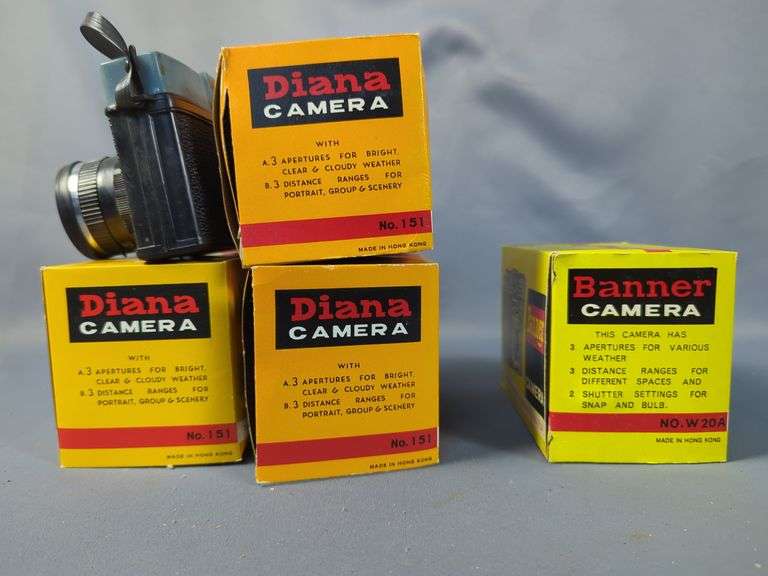 Diana
CAMERA
WITH
A.3 APERTURES FOR BRIGHT,
CLEAR & CLOUDY WEATHER
B.3 DISTANCE RANGES FOR
PORTRAIT, GROUP & SCENERY
No.151
MADE IN HONG KONG
Diana
CAMERA
WITH
A.3 APERTURES FOR BRIGHT,
CLEAR & CLOUDY WEATHER
B.3 DISTANCE RANGES FOR
PORTRAIT, GROUP & SCENERY
No.151
MADE IN HONG KONG
Diana
CAMERA
WITH
A.3 APERTURES FOR BRIGHT,
CLEAR & CLOUDY WEATHER
B.3 DISTANCE RANGES FOR
PORTRAIT, GROUP & SCENERY
No.151
MADE IN HONG KONG
CAMERA
Banner
CAMERA
THIS CAMERA HAS
3 APERTURES FOR VARIOUS
WEATHER
3 DISTANCE RANGES FOR
DIFFERENT SPACES AND
2 SHUTTER SETTINGS FOR
SNAP AND BULB.
NO.W20A
MADE IN HONG KONG